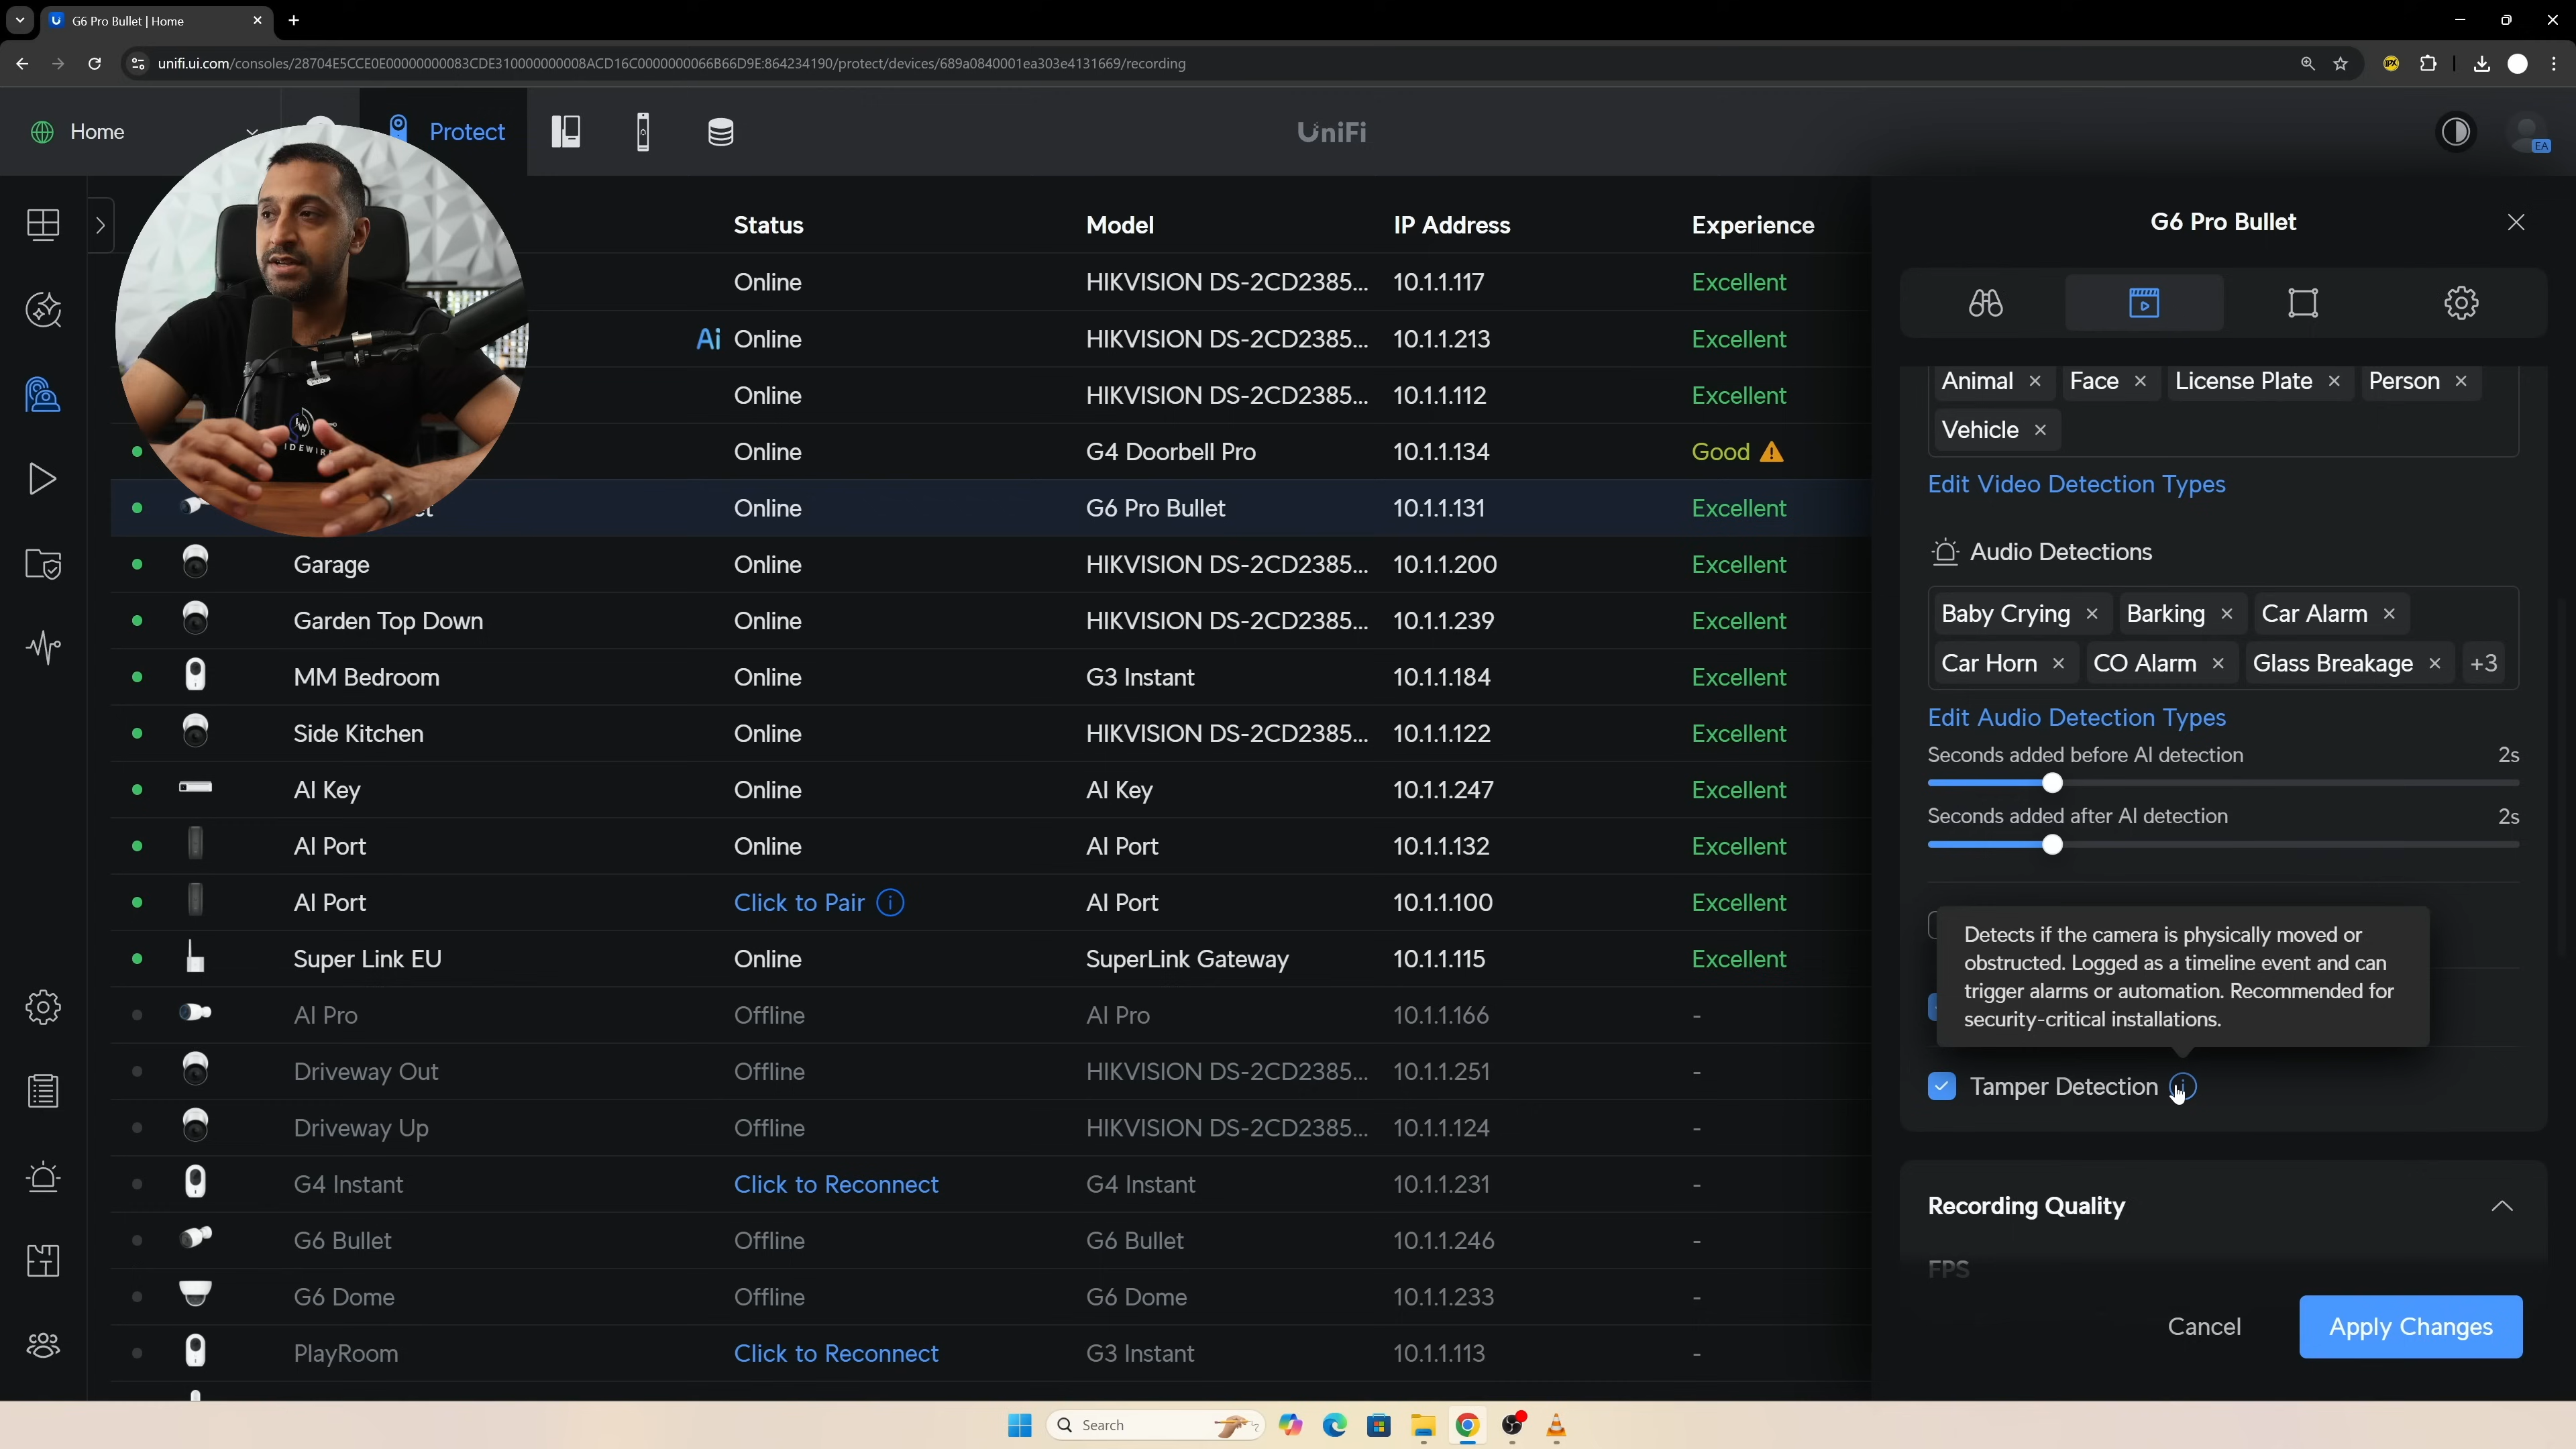 G6 Pro Bullet | Home
unifi.ui.com/consoles/28704E5CCE0E00000000083CDE310000000008ACD16C0000000066B66D9E:864234190/protect/devices/689a0840001ea303e4131669/recording
Home
Protect
UniFi
EA
Status Model IP Address Experience
Online HIKVISION DS-2CD2385... 10.1.1.117 Excellent
Ai Online HIKVISION DS-2CD2385... 10.1.1.213 Excellent
Online HIKVISION DS-2CD2385... 10.1.1.112 Excellent
Online G4 Doorbell Pro 10.1.1.134 Good
Online G6 Pro Bullet 10.1.1.131 Excellent
Garage Online HIKVISION DS-2CD2385... 10.1.1.200 Excellent
Garden Top Down Online HIKVISION DS-2CD2385... 10.1.1.239 Excellent
MM Bedroom Online G3 Instant 10.1.1.184 Excellent
Side Kitchen Online HIKVISION DS-2CD2385... 10.1.1.122 Excellent
AI Key Online AI Key 10.1.1.247 Excellent
AI Port Online AI Port 10.1.1.132 Excellent
AI Port Click to Pair AI Port 10.1.1.100 Excellent
Super Link EU Online SuperLink Gateway 10.1.1.115 Excellent
AI Pro Offline AI Pro 10.1.1.166 -
Driveway Out Offline HIKVISION DS-2CD2385... 10.1.1.251 -
Driveway Up Offline HIKVISION DS-2CD2385... 10.1.1.124 -
G4 Instant Click to Reconnect G4 Instant 10.1.1.231 -
G6 Bullet Offline G6 Bullet 10.1.1.246 -
G6 Dome Offline G6 Dome 10.1.1.233 -
PlayRoom Click to Reconnect G3 Instant 10.1.1.113 -
G6 Pro Bullet
Animal Face License Plate Person
Vehicle
Edit Video Detection Types
Audio Detections
Baby Crying Barking Car Alarm
Car Horn CO Alarm Glass Breakage +3
Edit Audio Detection Types
Seconds added before AI detection 2s
Seconds added after AI detection 2s
Detects if the camera is physically moved or
obstructed. Logged as a timeline event and can
trigger alarms or automation. Recommended for
security-critical installations.
Tamper Detection
Recording Quality
FPS
Cancel Apply Changes
Search